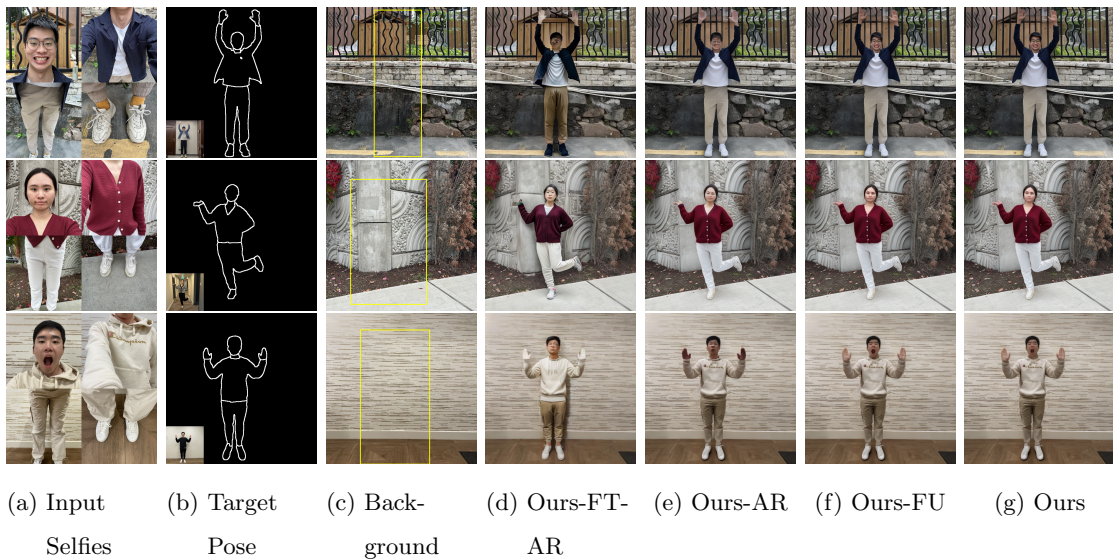 (a) Input Selfies
(b) Target Pose
(c) Back-ground
(d) Ours-FT-AR
(e) Ours-AR
(f) Ours-FU
(g) Ours